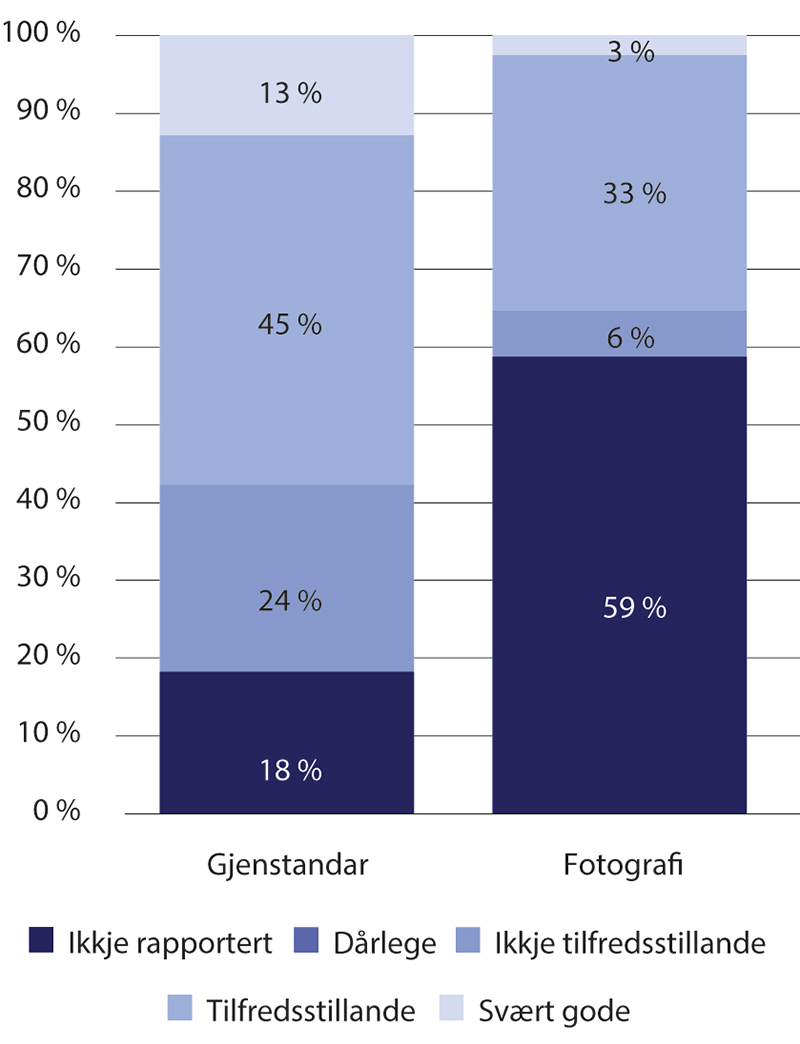 100 %
90 %
80 %
70 %
60 %
50 %
40 %
30 %
20 %
10 %
0 %
13 %
45 %
24 %
18 %
3 %
33 %
6 %
59 %
Gjenstandar
Fotografi
Ikkje rapportert
Dårlege
Ikkje tilfredsstillande
Tilfredsstillande
Svært gode